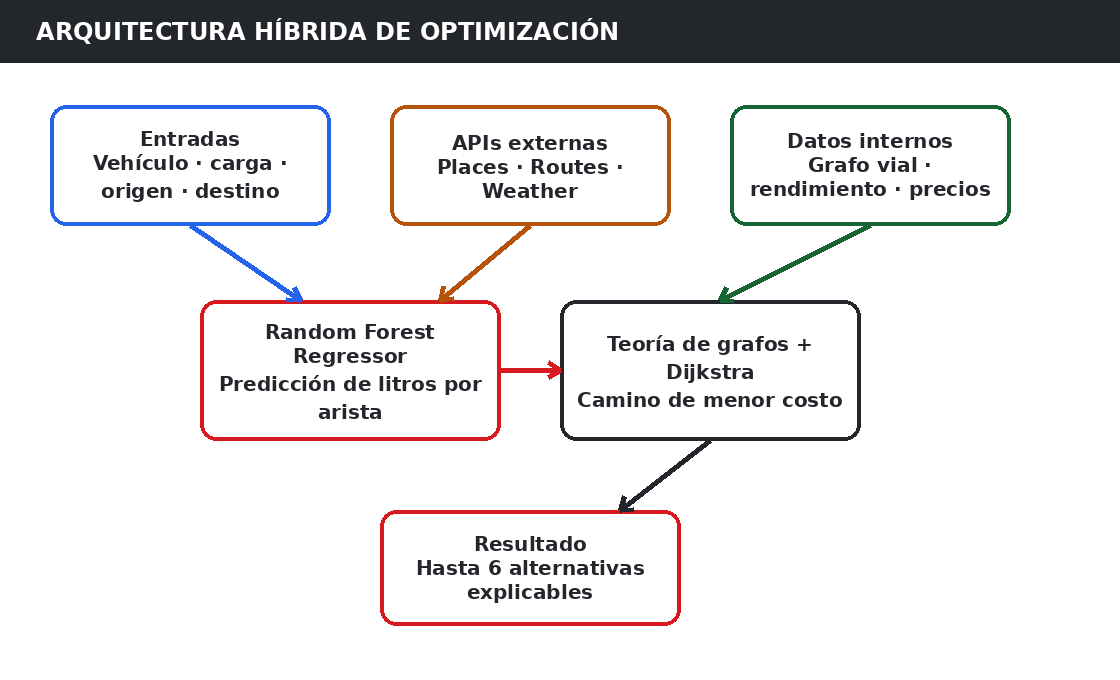 ARQUITECTURA HÍBRIDA DE OPTIMIZACIÓN
Entradas
Vehículo · carga ·
origen · destino
APIs externas
Places · Routes ·
Weather
Datos internos
Grafo vial ·
rendimiento · precios
Random Forest
Regressor
Predicción de litros por
arista
Teoría de grafos +
Dijkstra
Camino de menor costo
Resultado
Hasta 6 alternativas
explicables